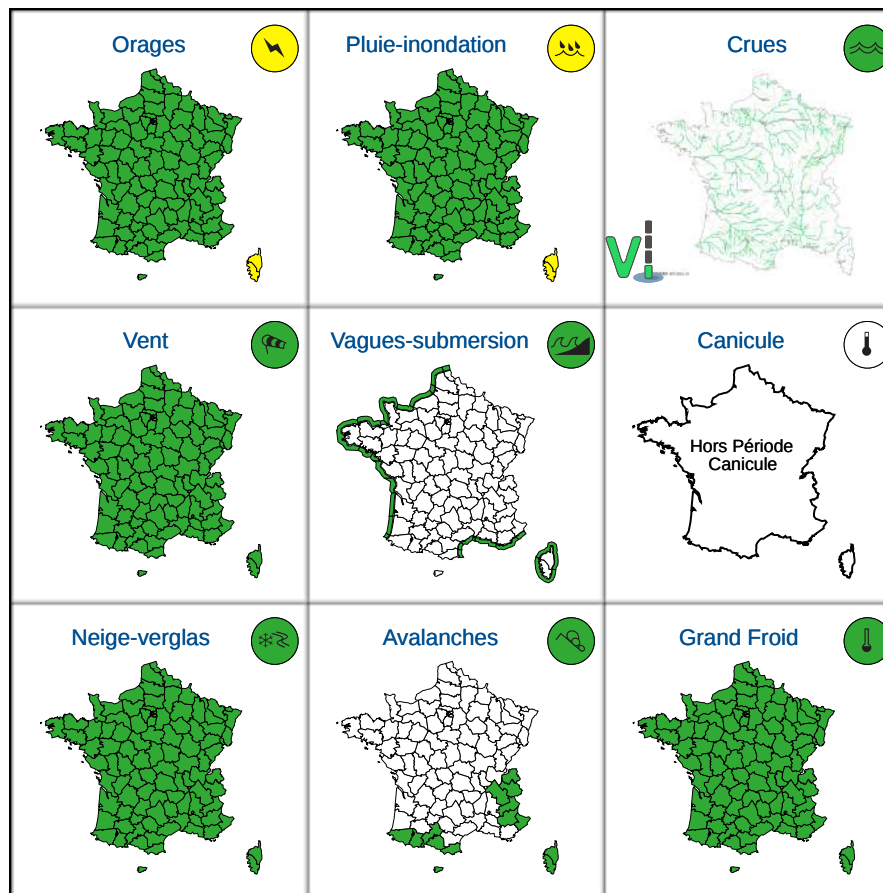 Orages
Pluie-inondation
Crues
Vent
Vagues-submersion
Canicule
Hors Période
Canicule
Neige-verglas
Avalanches
Grand Froid